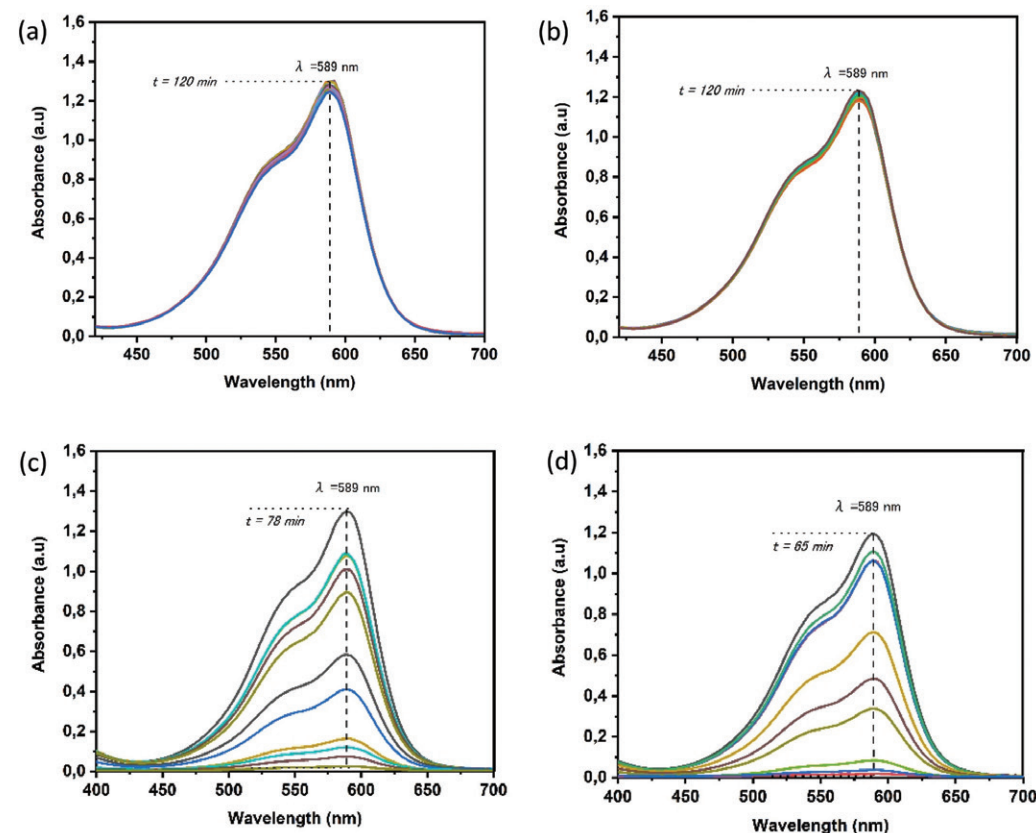 (a)
1,6
1,4
1,2
1,0
0,8
0,6
0,4
0,2
0,0
Absorbance (a.u)
λ =589 nm
t = 120 min
450 500 550 600 650 700
Wavelength (nm)
(b)
1,6
1,4
1,2
1,0
0,8
0,6
0,4
0,2
0,0
Absorbance (a.u)
λ =589 nm
t = 120 min
450 500 550 600 650 700
Wavelength (nm)
(c)
1,6
1,4
1,2
1,0
0,8
0,6
0,4
0,2
0,0
Absorbance (a.u)
λ =589 nm
t = 78 min
400 450 500 550 600 650 700
Wavelength (nm)
(d)
1,6
1,4
1,2
1,0
0,8
0,6
0,4
0,2
0,0
Absorbance (a.u)
λ =589 nm
t = 65 min
400 450 500 550 600 650 700
Wavelength (nm)